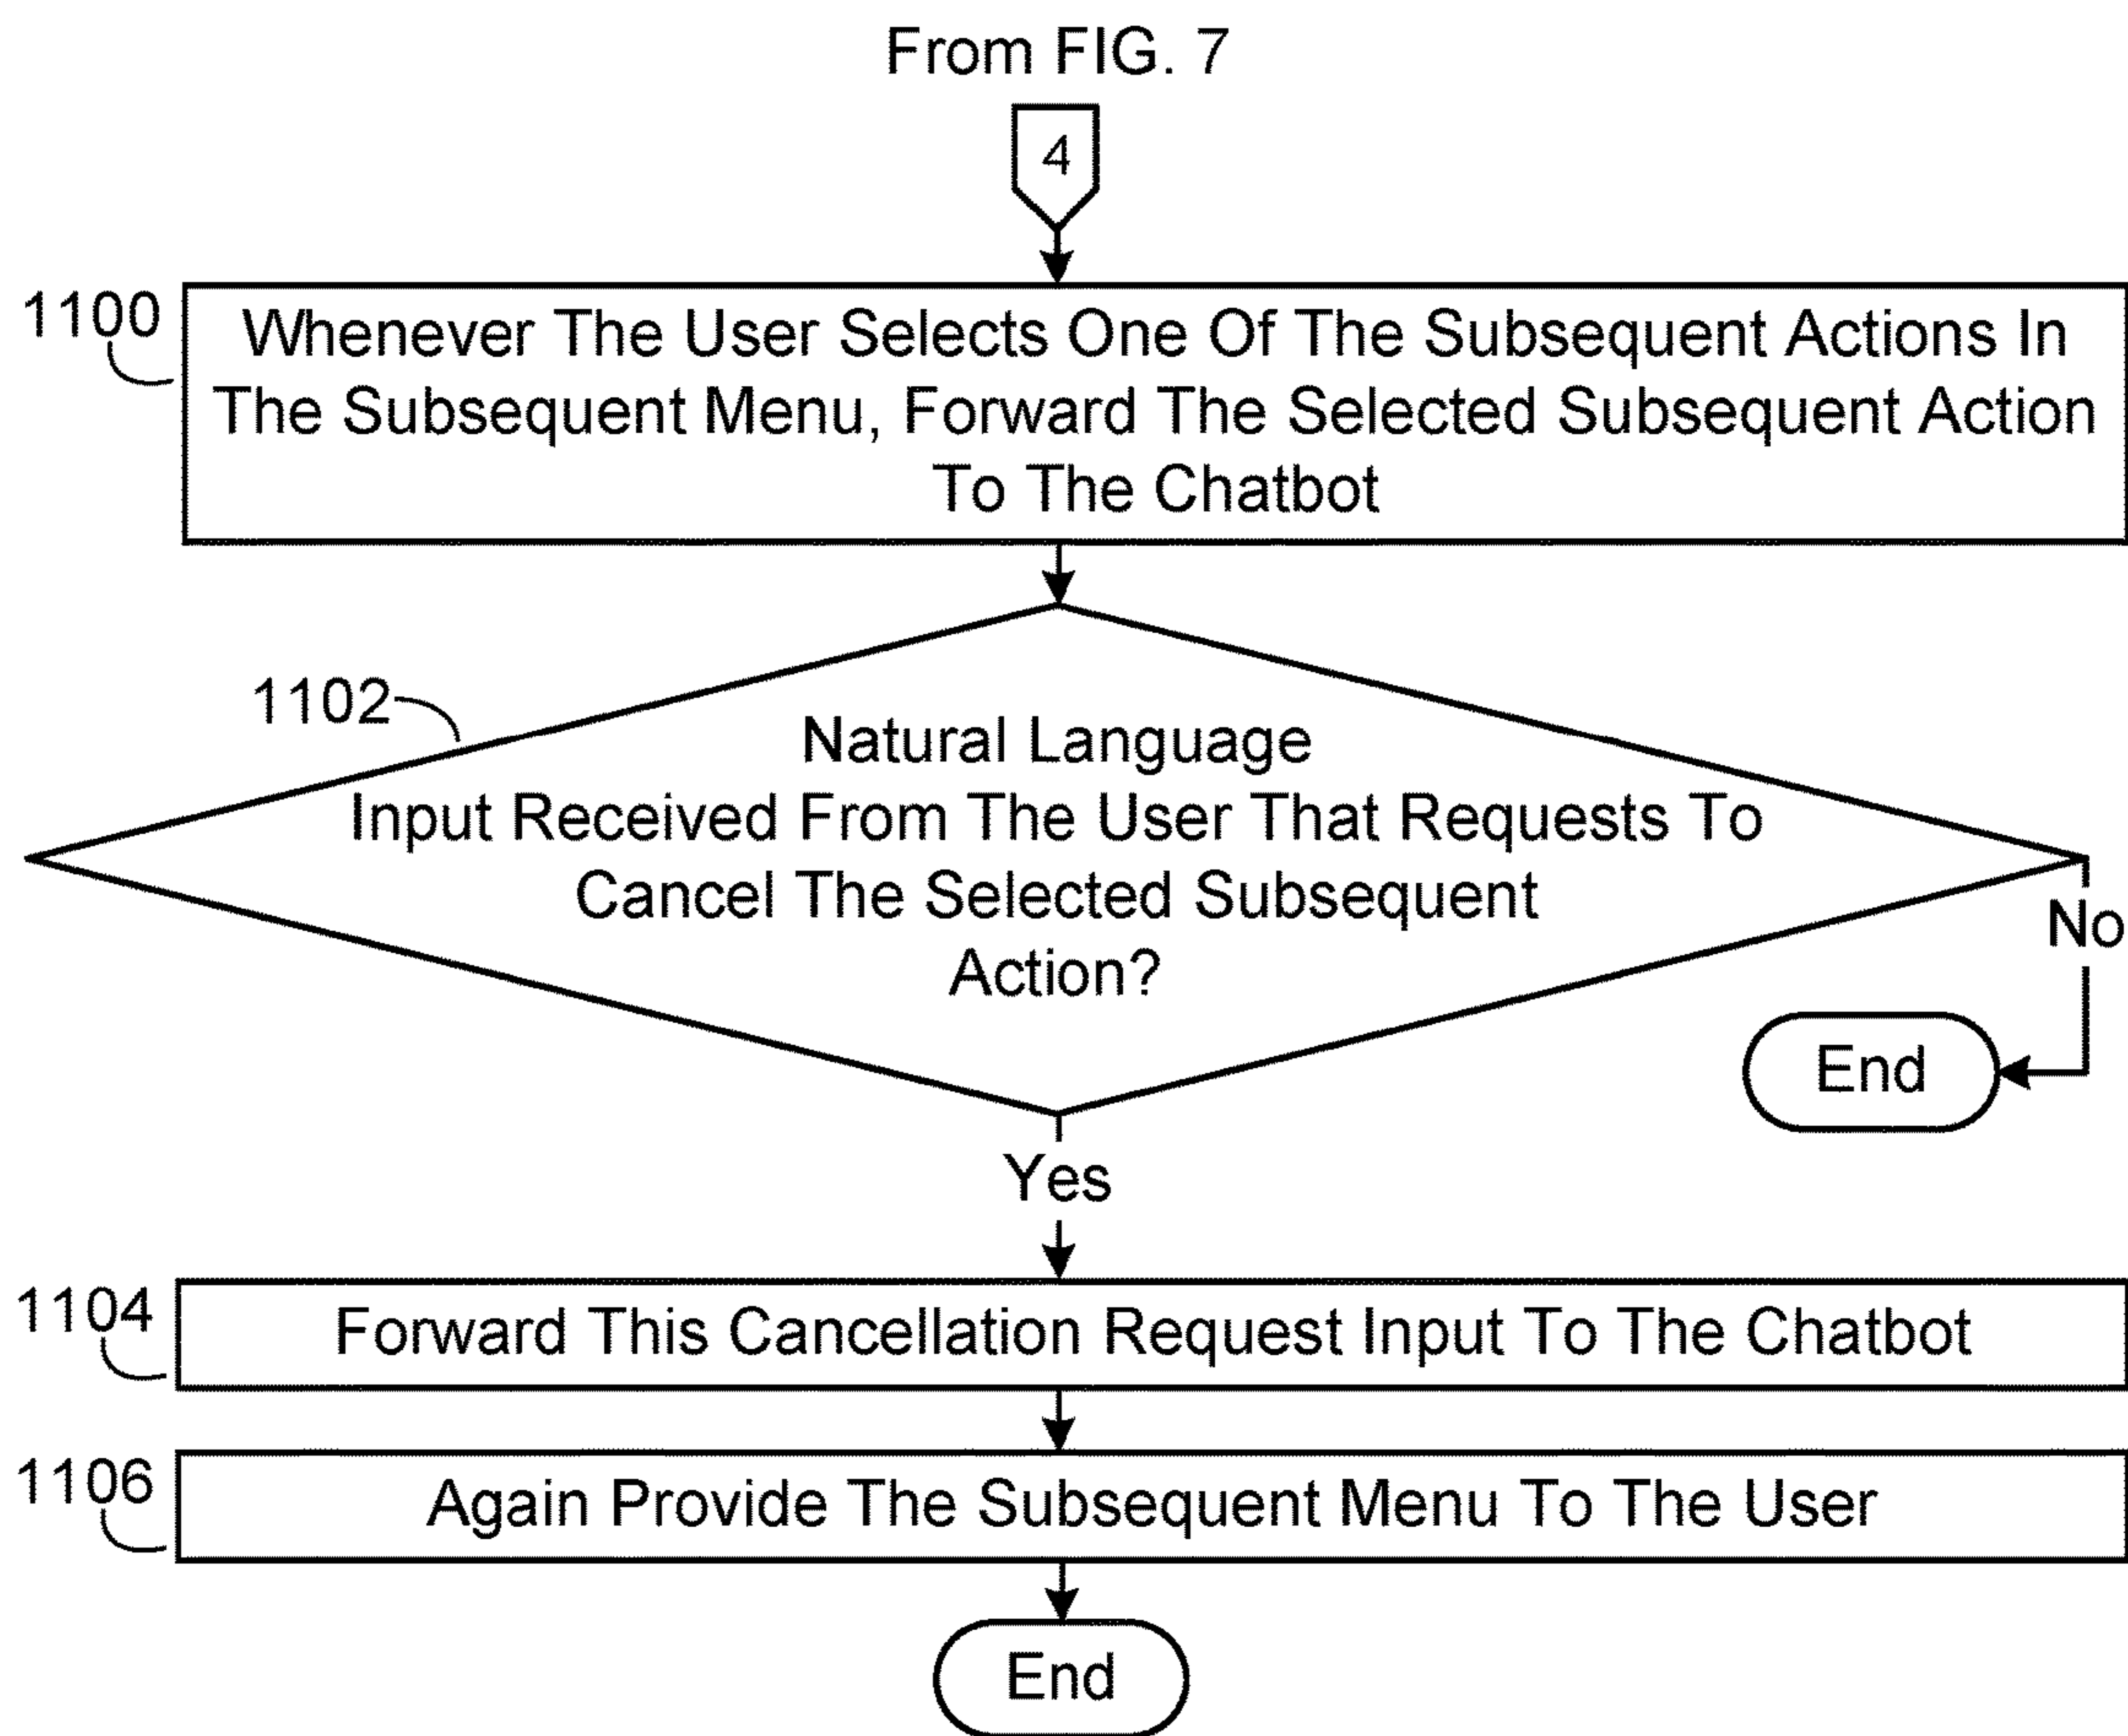 From FIG. 7
4
1100
Whenever The User Selects One Of The Subsequent Actions In
The Subsequent Menu, Forward The Selected Subsequent Action
To The Chatbot
1102
Natural Language
Input Received From The User That Requests To
Cancel The Selected Subsequent
Action?
No
End
Yes
1104
Forward This Cancellation Request Input To The Chatbot
1106
Again Provide The Subsequent Menu To The User
End